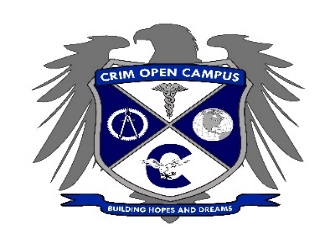 CRIM OPEN CAMPUS
C
BUILDING HOPES AND DREAMS